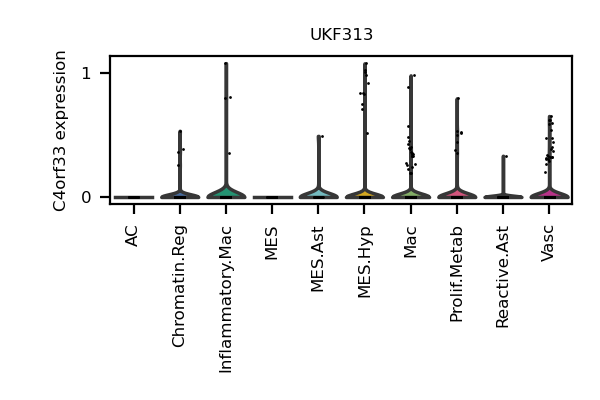 UKF313
C4orf33 expression
1
0
AC
Chromatin.Reg
Inflammatory.Mac
MES
MES.Ast
MES.Hyp
Mac
Prolif.Metab
Reactive.Ast
Vasc